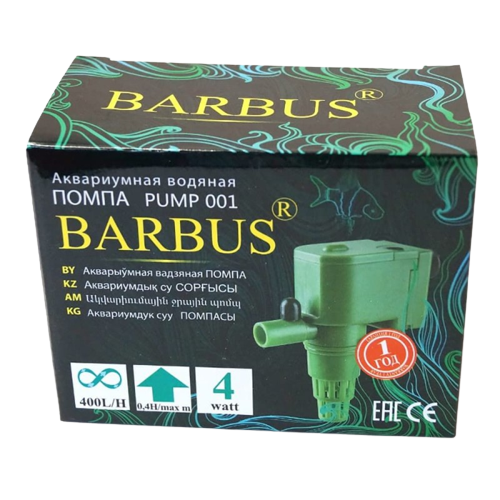 BARBUS®
Аквариумная водяная
ПОМПА PUMP 001
BARBUS®
BY Акварыўмная вадзяная ПОМПА
KZ Аквариумдық су СОРҒЫСЫ
AM Ակվարիումային ջրային պոմպ
KG Аквариумдук суу ПОМПАСЫ
400L/H
0,4H/max m
4
watt
1
ГОД
EAC CE